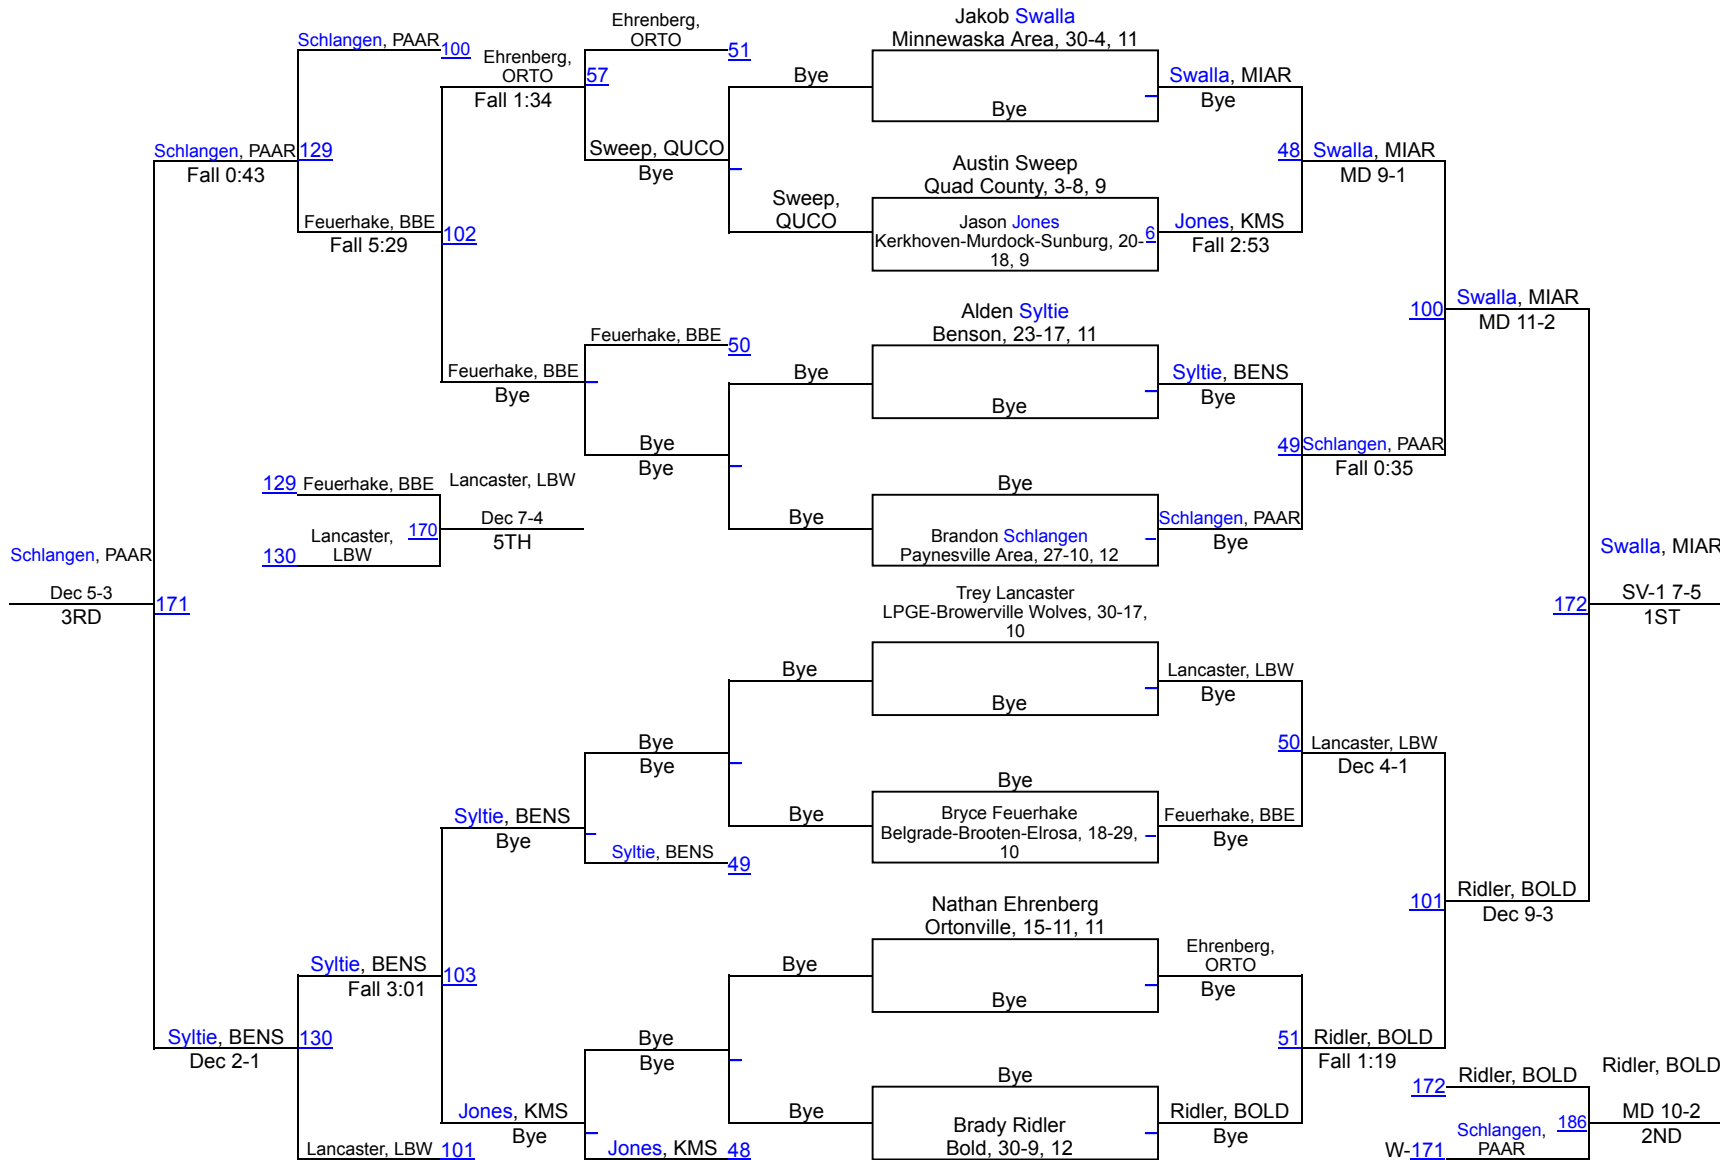 Jakob Swalla
Minnewaska Area, 30-4, 11
Ehrenberg,
ORTO
51
Schlangen, PAAR
100
Ehrenberg,
ORTO
57
Fall 1:34
Bye
Swalla, MIAR
Bye
Bye
Schlangen, PAAR
129
Fall 0:43
Sweep, QUCO
Bye
Austin Sweep
Quad County, 3-8, 9
48
Swalla, MIAR
MD 9-1
Sweep,
QUCO
Jason Jones
Kerkhoven-Murdock-Sunburg, 20-
18, 9
6
Jones, KMS
Fall 2:53
Feuerhake, BBE
102
Fall 5:29
Alden Syltie
Benson, 23-17, 11
100
Swalla, MIAR
MD 11-2
Feuerhake, BBE
50
Feuerhake, BBE
Bye
Bye
Syltie, BENS
Bye
Bye
Bye
Bye
49
Schlangen, PAAR
Fall 0:35
129
Feuerhake, BBE
Lancaster, LBW
Bye
Lancaster,
LBW
130
170
Dec 7-4
5TH
Bye
Brandon Schlangen
Paynesville Area, 27-10, 12
Schlangen, PAAR
Bye
Schlangen, PAAR
Dec 5-3
171
3RD
Swalla, MIAR
172
SV-1 7-5
1ST
Trey Lancaster
LPGE-Browerville Wolves, 30-17,
10
Bye
Lancaster, LBW
Bye
Bye
Bye
Bye
50
Lancaster, LBW
Dec 4-1
Bye
Syltie, BENS
Bye
Bye
Bryce Feuerhake
Belgrade-Brooten-Elrosa, 18-29,
10
Feuerhake, BBE
Bye
Syltie, BENS
49
Nathan Ehrenberg
Ortonville, 15-11, 11
101
Ridler, BOLD
Dec 9-3
Syltie, BENS
103
Fall 3:01
Bye
Ehrenberg,
ORTO
Bye
Bye
Syltie, BENS
130
Dec 2-1
Bye
Bye
51
Ridler, BOLD
Fall 1:19
Bye
Jones, KMS
Bye
Bye
Brady Ridler
Bold, 30-9, 12
Ridler, BOLD
Bye
Lancaster, LBW
101
Jones, KMS
48
172
Ridler, BOLD
Ridler, BOLD
Schlangen,
PAAR
W-171
186
MD 10-2
2ND